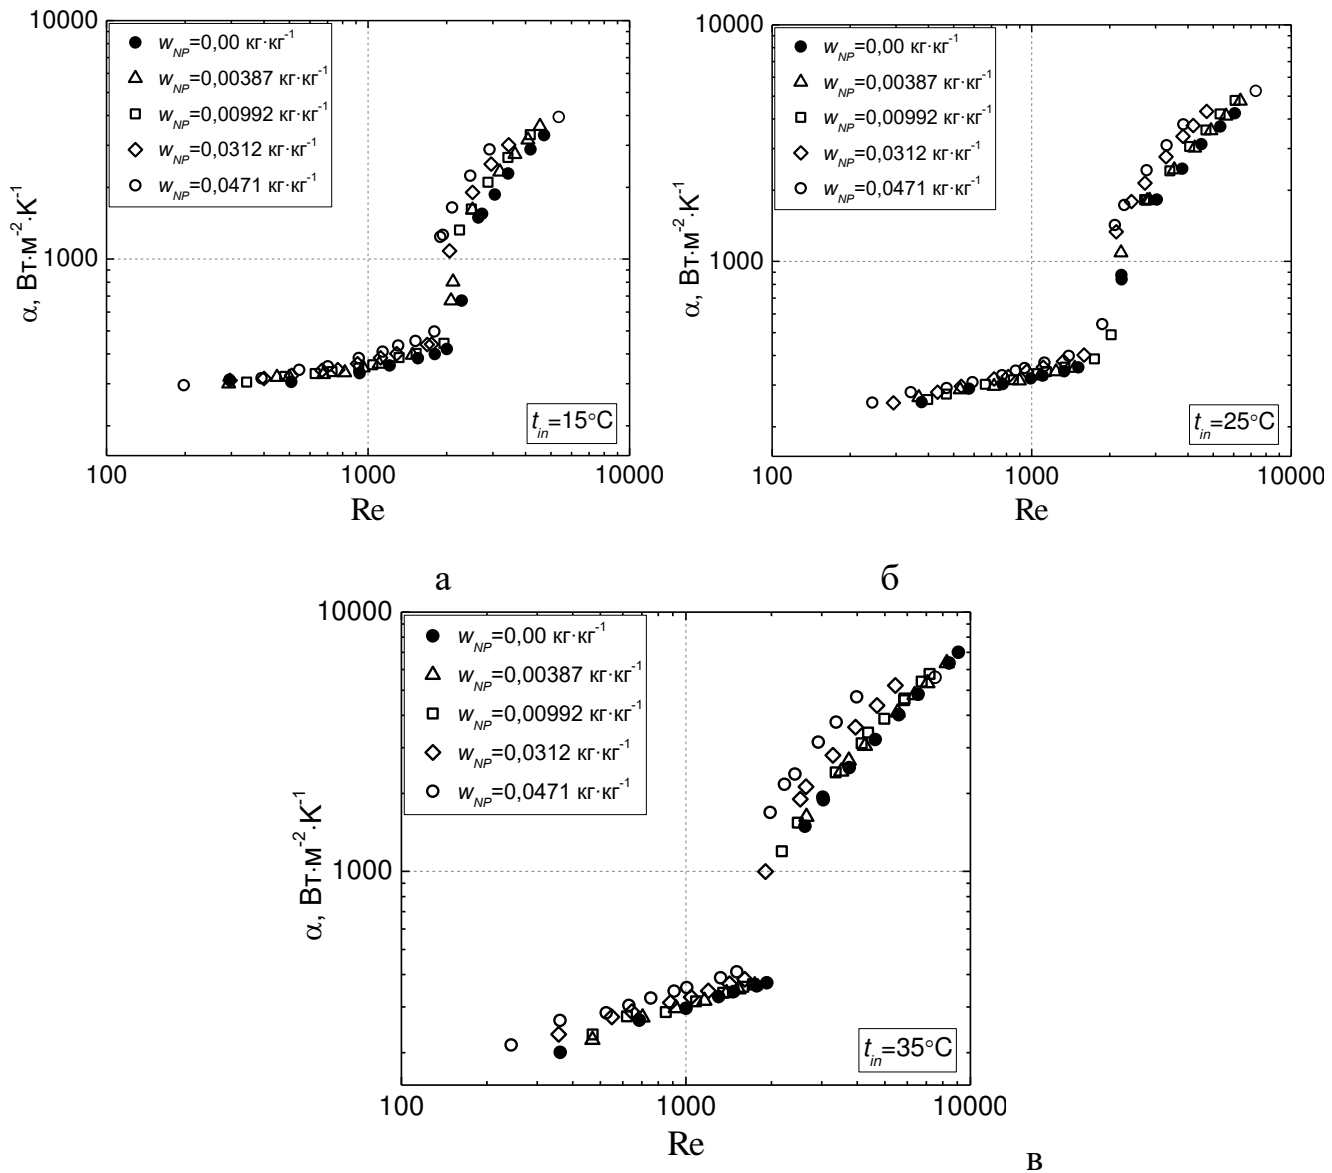 10000
w_NP=0,00 кг·кг⁻¹
w_NP=0,00387 кг·кг⁻¹
w_NP=0,00992 кг·кг⁻¹
w_NP=0,0312 кг·кг⁻¹
w_NP=0,0471 кг·кг⁻¹
1000
α, Вт·м⁻²·К⁻¹
t_in=15°C
100 1000 10000
Re
10000
w_NP=0,00 кг·кг⁻¹
w_NP=0,00387 кг·кг⁻¹
w_NP=0,00992 кг·кг⁻¹
w_NP=0,0312 кг·кг⁻¹
w_NP=0,0471 кг·кг⁻¹
1000
α, Вт·м⁻²·К⁻¹
t_in=25°C
100 1000 10000
Re
а б
10000
w_NP=0,00 кг·кг⁻¹
w_NP=0,00387 кг·кг⁻¹
w_NP=0,00992 кг·кг⁻¹
w_NP=0,0312 кг·кг⁻¹
w_NP=0,0471 кг·кг⁻¹
1000
α, Вт·м⁻²·К⁻¹
t_in=35°C
100 1000 10000
Re
в